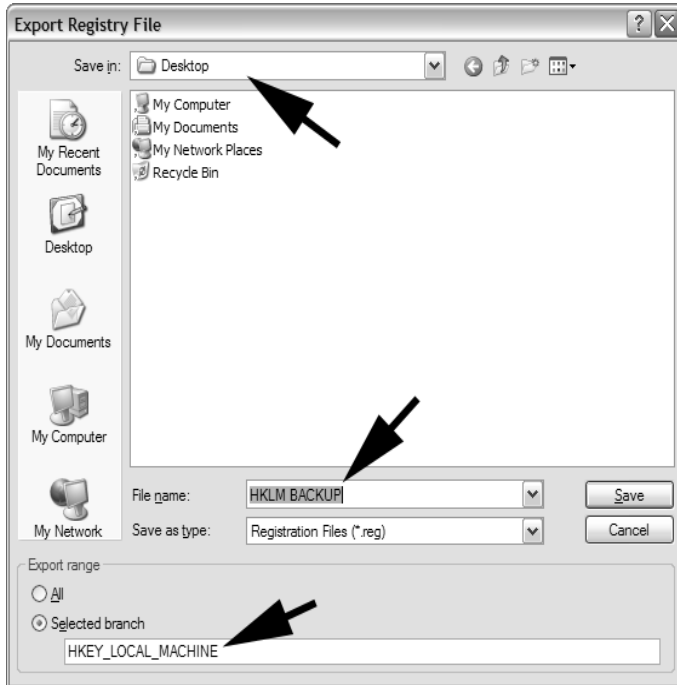 Export Registry File
Save in:
Desktop
My Computer
My Documents
My Network Places
Recycle Bin
My Recent
Documents
Desktop
My Documents
My Computer
My Network
File name:
HKLM BACKUP
Save
Save as type:
Registration Files (*.reg)
Cancel
Export range
All
Selected branch
HKEY_LOCAL_MACHINE